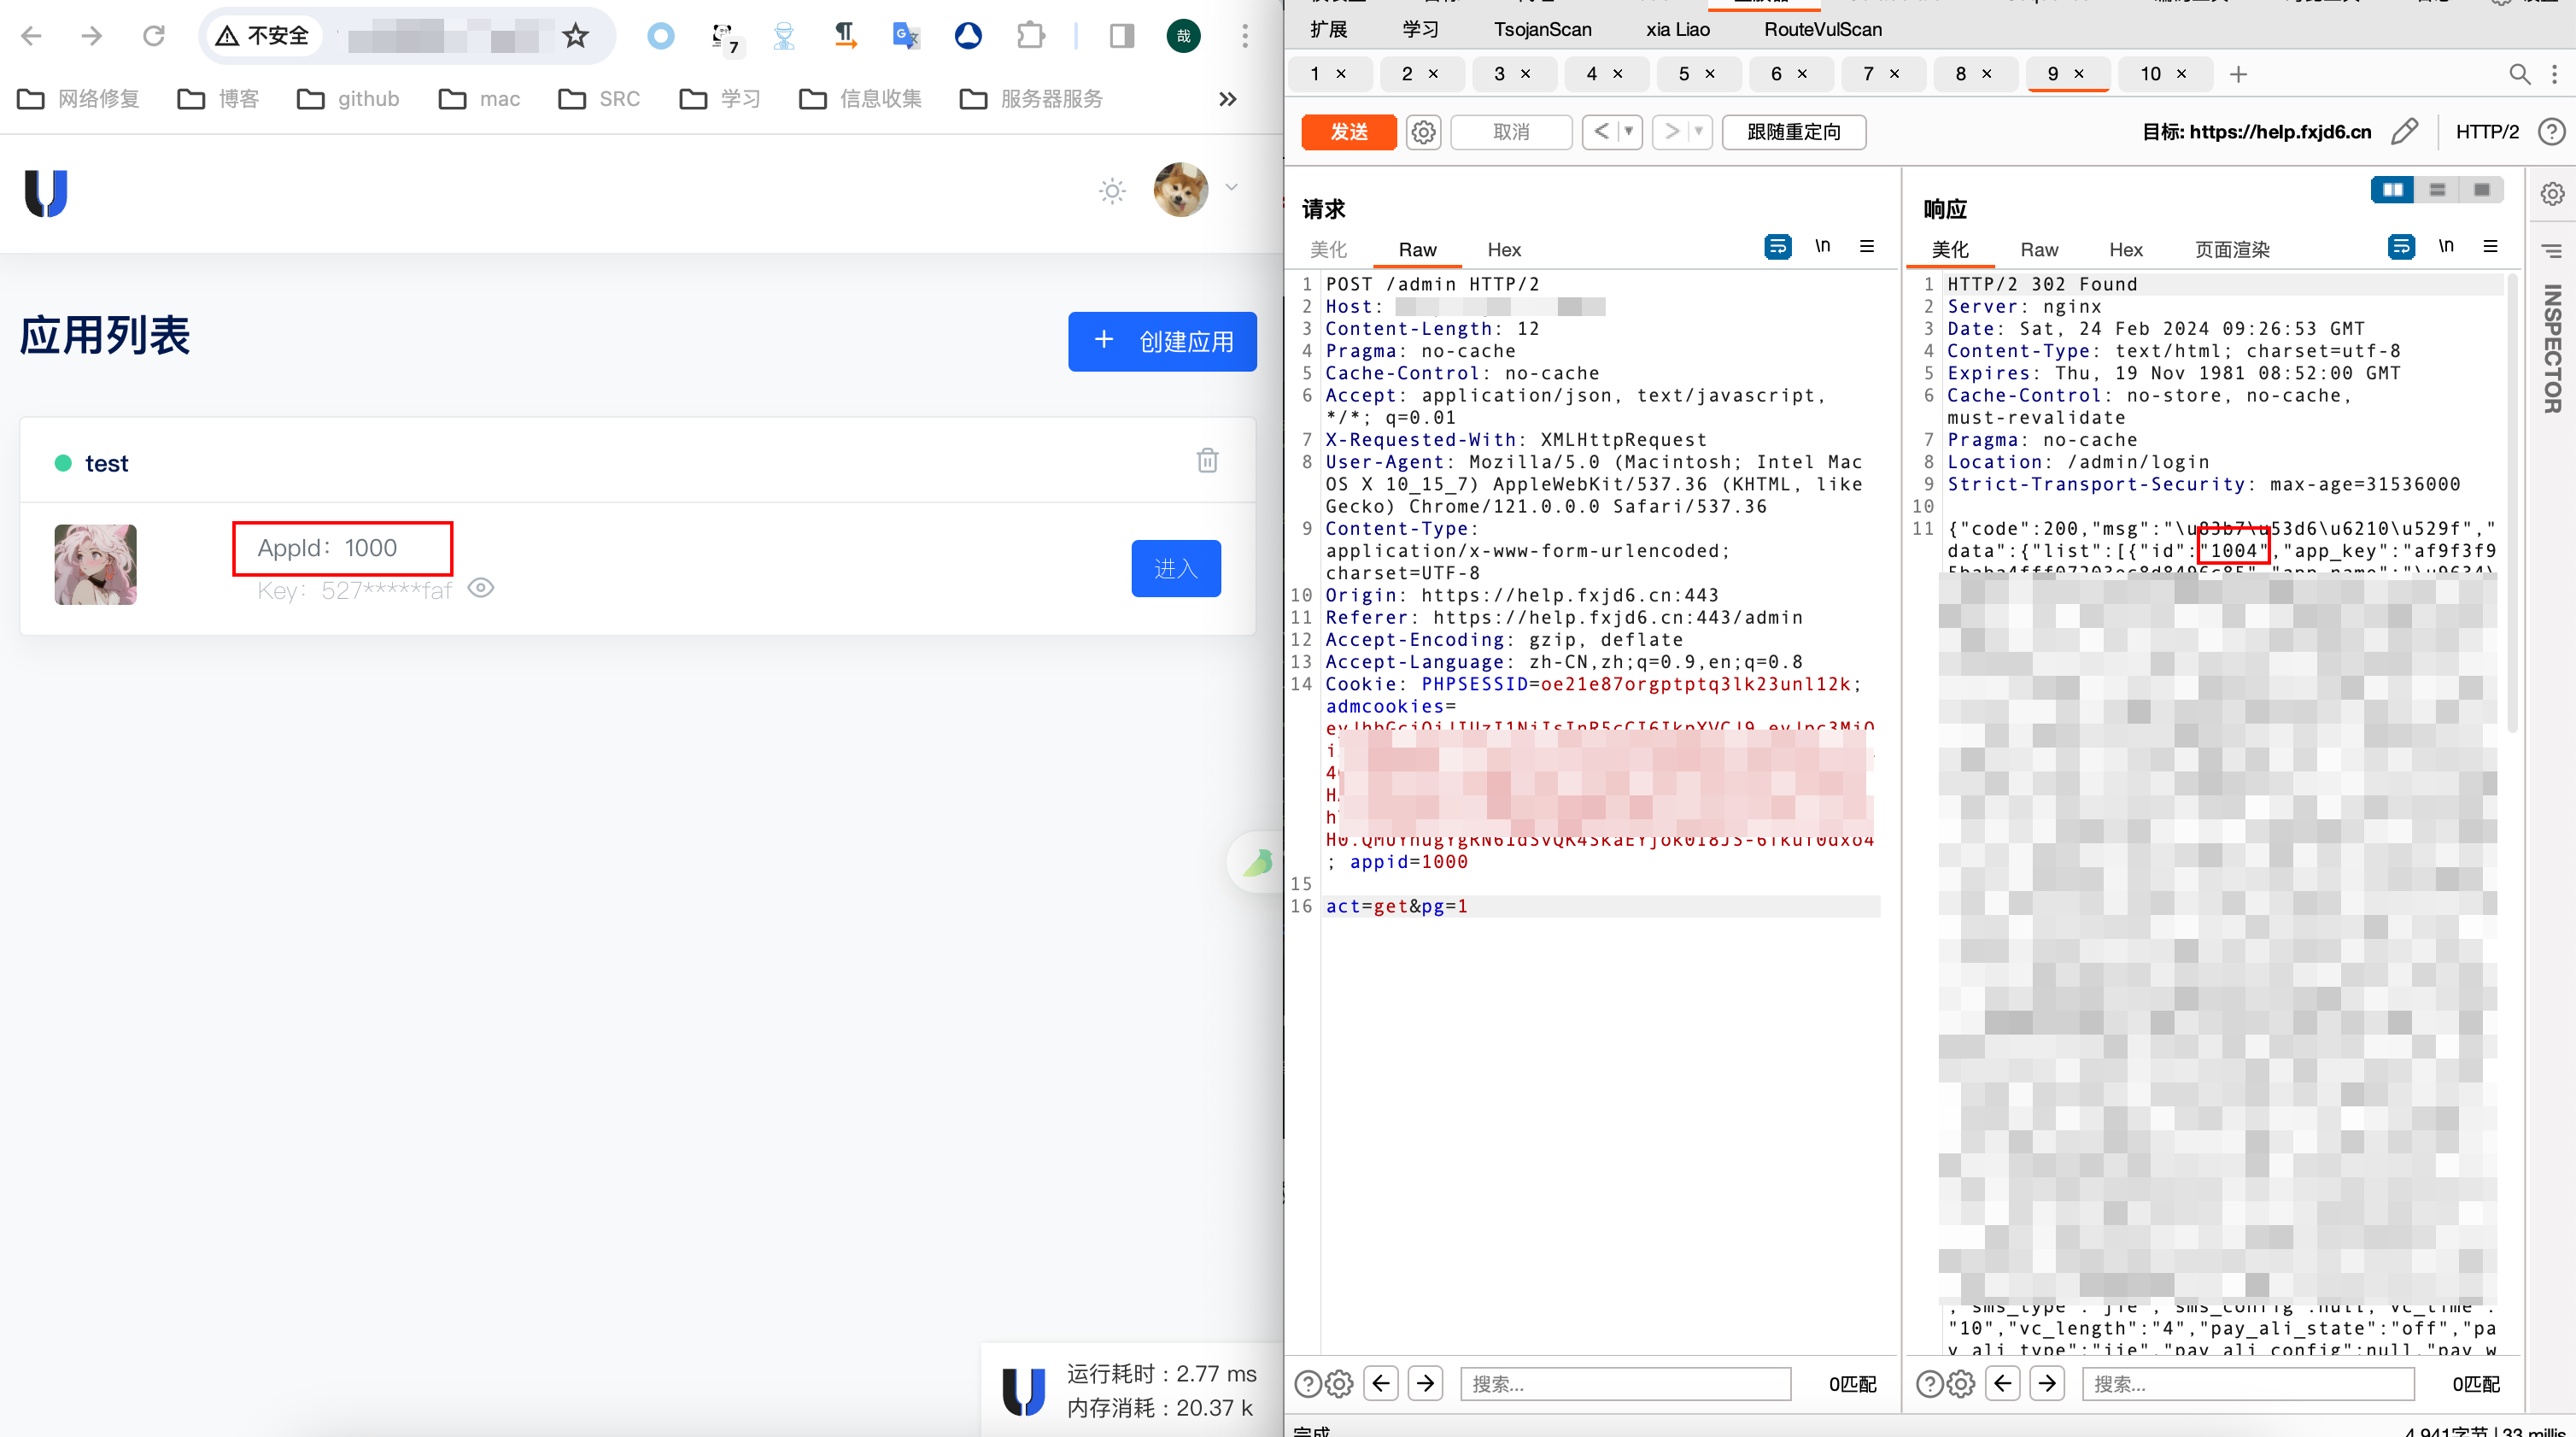 不安全
7
哉
网络修复
博客
github
mac
SRC
学习
信息收集
服务器服务
应用列表
+ 创建应用
test
AppId：1000
Key：527*****faf
进入
运行耗时：2.77 ms
内存消耗：20.37 k
扩展
学习
TsojanScan
xia Liao
RouteVulScan
1 ×
2 ×
3 ×
4 ×
5 ×
6 ×
7 ×
8 ×
9 ×
10 ×
+
发送
取消
跟随重定向
目标: https://help.fxjd6.cn
HTTP/2
请求
美化
Raw
Hex
\n
1 POST /admin HTTP/2
2 Host:
3 Content-Length: 12
4 Pragma: no-cache
5 Cache-Control: no-cache
6 Accept: application/json, text/javascript,
*/*; q=0.01
7 X-Requested-With: XMLHttpRequest
8 User-Agent: Mozilla/5.0 (Macintosh; Intel Mac
OS X 10_15_7) AppleWebKit/537.36 (KHTML, like
Gecko) Chrome/121.0.0.0 Safari/537.36
9 Content-Type:
application/x-www-form-urlencoded;
charset=UTF-8
10 Origin: https://help.fxjd6.cn:443
11 Referer: https://help.fxjd6.cn:443/admin
12 Accept-Encoding: gzip, deflate
13 Accept-Language: zh-CN,zh;q=0.9,en;q=0.8
14 Cookie: PHPSESSID=oe21e87orgptptq3lk23unl12k;
admcookies=
; appid=1000
15
16 act=get&pg=1
搜索...
0匹配
完成
响应
美化
Raw
Hex
页面渲染
\n
1 HTTP/2 302 Found
2 Server: nginx
3 Date: Sat, 24 Feb 2024 09:26:53 GMT
4 Content-Type: text/html; charset=utf-8
5 Expires: Thu, 19 Nov 1981 08:52:00 GMT
6 Cache-Control: no-store, no-cache,
must-revalidate
7 Pragma: no-cache
8 Location: /admin/login
9 Strict-Transport-Security: max-age=31536000
10
11 {"code":200,"msg":"\u83b7\u53d6\u6210\u529f","
data":{"list":[{"id":"1004","app_key":"af9f3f9
,"sms_type":"jie","sms_config":null,"vc_time":
"10","vc_length":"4","pay_ali_state":"off","pa
y_ali_type":"jie","pay_ali_config":null,"pay_w
搜索...
0匹配
INSPECTOR
4,941字节 | 33 millis